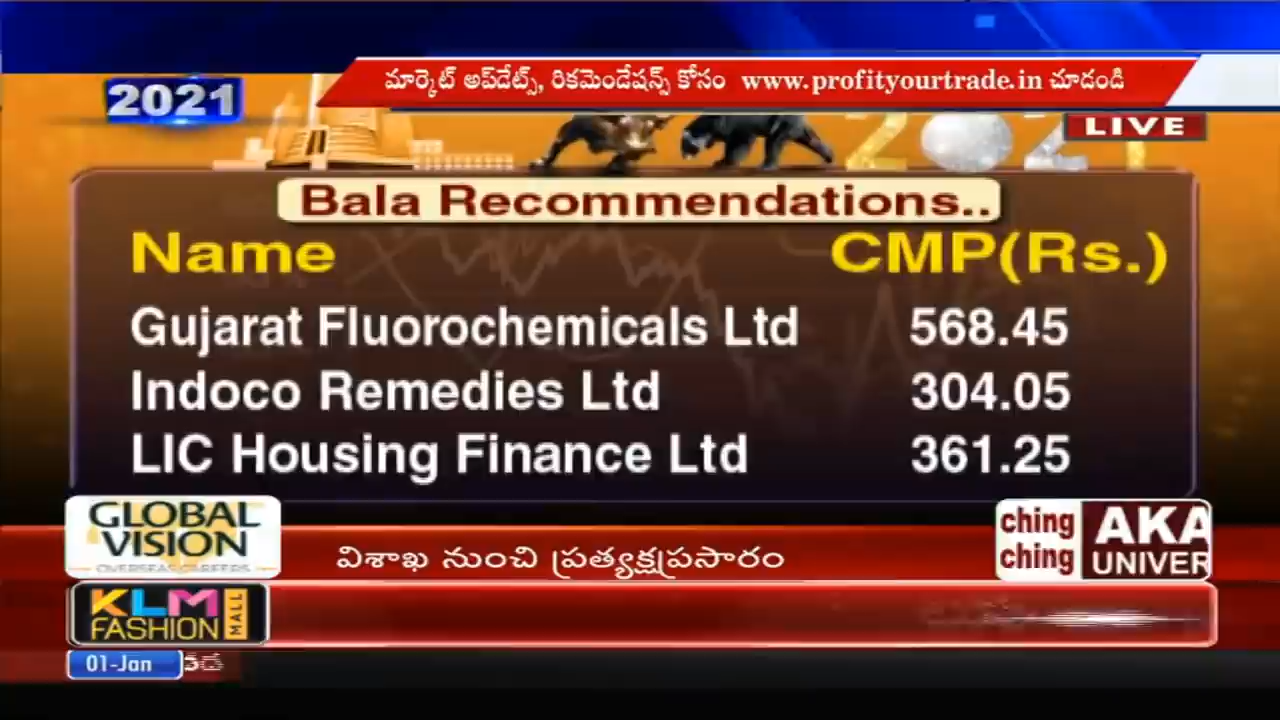 మార్కెట్ అప్‌డేట్స్, రికమెండేషన్స్ కోసం www.profityourtrade.in చూడండి
2021
LIVE
Bala Recommendations..
Name CMP(Rs.)
Gujarat Fluorochemicals Ltd 568.45
Indoco Remedies Ltd 304.05
LIC Housing Finance Ltd 361.25
GLOBAL
VISION
OVERSEAS CAREERS
విశాఖ నుంచి ప్రత్యక్షప్రసారం
ching
ching
AKA
UNIVER
KLM
FASHION
MALL
01-Jan